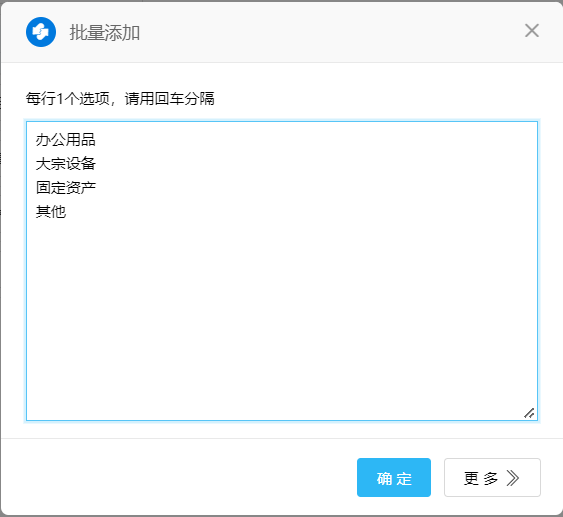 批量添加
每行1个选项，请用回车分隔
办公用品
大宗设备
固定资产
其他
确 定
更 多